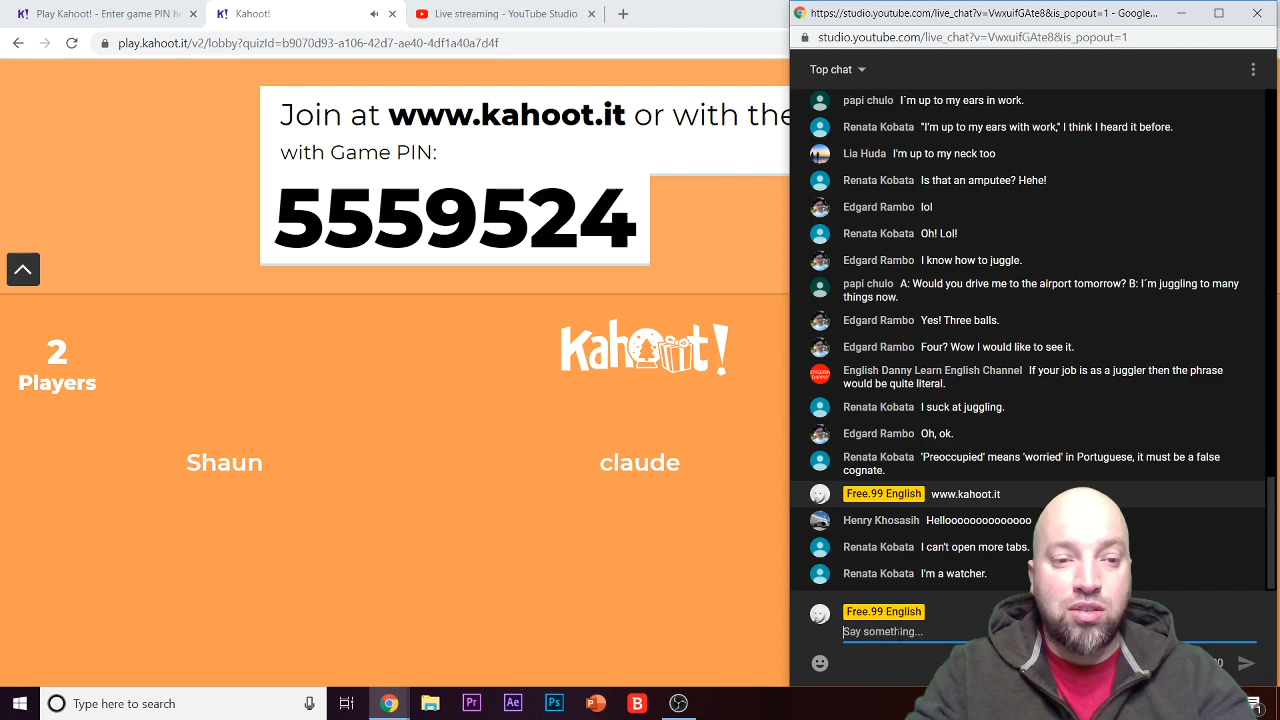 Play Kahoot! - Enter game PIN he
Kahoot!
Live streaming - YouTube Studio
https://studio.youtube.com/live_chat?v=VwxuifGAte8&is_popout=1 - Google...
play.kahoot.it/v2/lobby?quizId=b9070d93-a106-42d7-ae40-4df1a40a7d4f
studio.youtube.com/live_chat?v=VwxuifGAte8&is_popout=1
Join at www.kahoot.it or with the
with Game PIN:
5559524
2
Players
Kahoot!
Shaun
claude
Top chat
papi chulo I´m up to my ears in work.
Renata Kobata "I'm up to my ears with work," I think I heard it before.
Lia Huda I'm up to my neck too
Renata Kobata Is that an amputee? Hehe!
Edgard Rambo lol
Renata Kobata Oh! Lol!
Edgard Rambo I know how to juggle.
papi chulo A: Would you drive me to the airport tomorrow? B: I´m juggling to many
things now.
Edgard Rambo Yes! Three balls.
Edgard Rambo Four? Wow I would like to see it.
English Danny Learn English Channel If your job is as a juggler then the phrase
would be quite literal.
Renata Kobata I suck at juggling.
Edgard Rambo Oh, ok.
Renata Kobata 'Preoccupied' means 'worried' in Portuguese, it must be a false
cognate.
Free.99 English www.kahoot.it
Henry Khosasih Hellooooooooooooo
Renata Kobata I can't open more tabs.
Renata Kobata I'm a watcher.
Free.99 English
Say something...
Type here to search
Pr
Ae
Ps
B